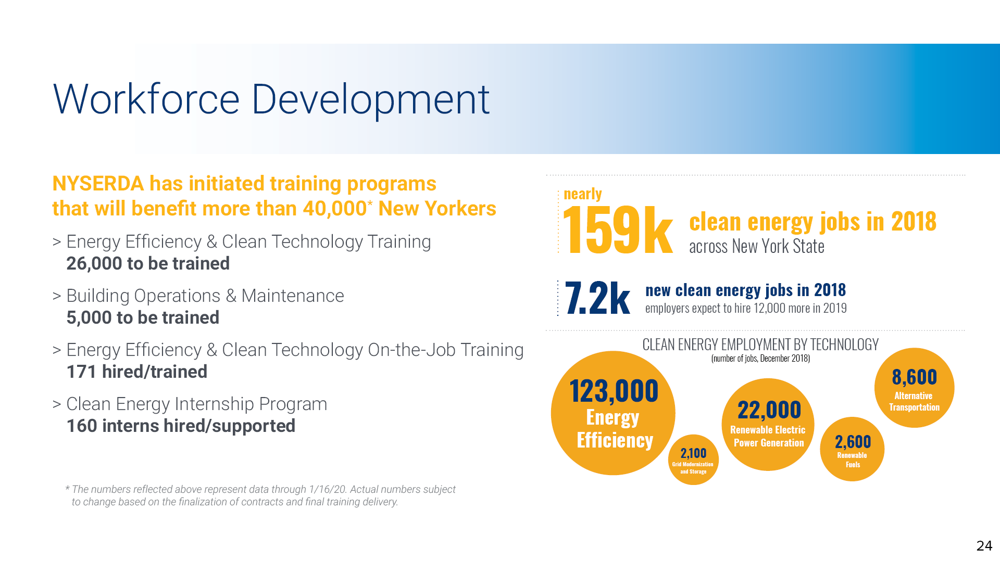 Workforce Development
NYSERDA has initiated training programs
that will benefit more than 40,000* New Yorkers
> Energy Efficiency & Clean Technology Training
26,000 to be trained
> Building Operations & Maintenance
5,000 to be trained
> Energy Efficiency & Clean Technology On-the-Job Training
171 hired/trained
> Clean Energy Internship Program
160 interns hired/supported
* The numbers reflected above represent data through 1/16/20. Actual numbers subject
to change based on the finalization of contracts and final training delivery.
nearly
159k
clean energy jobs in 2018
across New York State
7.2k
new clean energy jobs in 2018
employers expect to hire 12,000 more in 2019
CLEAN ENERGY EMPLOYMENT BY TECHNOLOGY
(number of jobs, December 2018)
123,000
Energy
Efficiency
2,100
Grid Modernization
and Storage
22,000
Renewable Electric
Power Generation
2,600
Renewable
Fuels
8,600
Alternative
Transportation
24